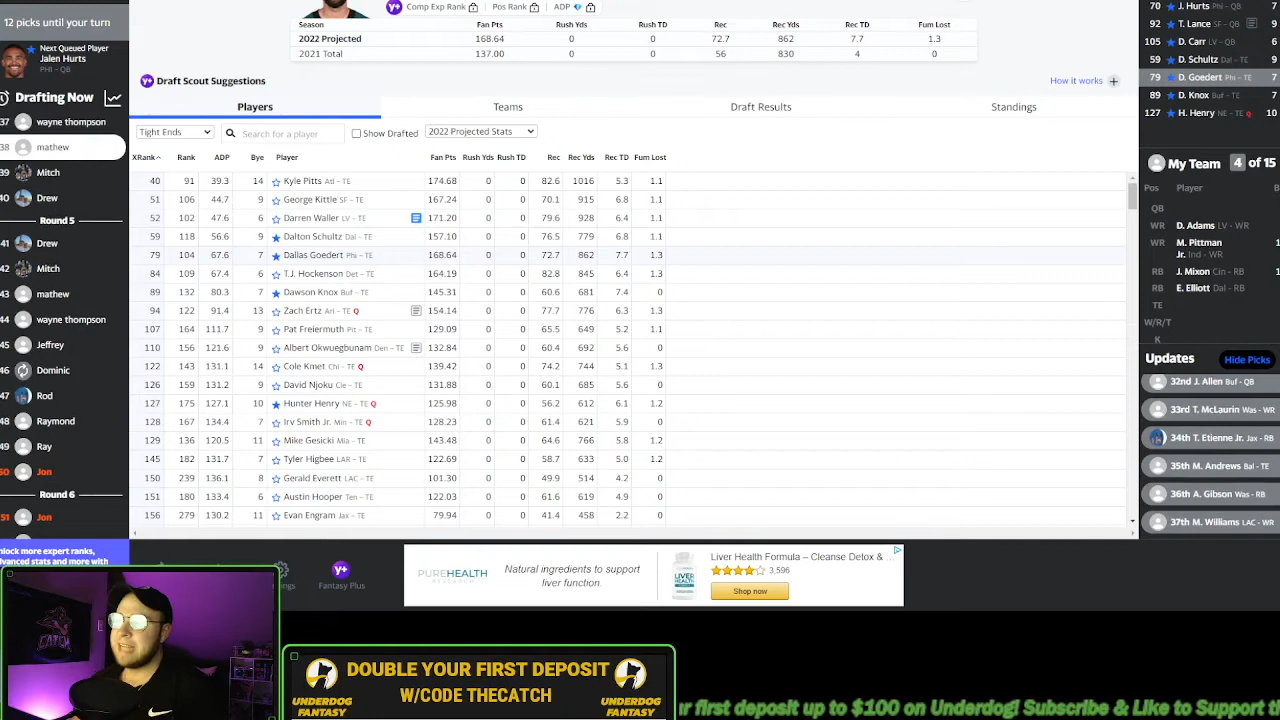 12 picks until your turn
Next Queued Player
Jalen Hurts
PHI - QB
Drafting Now
37 wayne thompson
38 mathew
39 Mitch
40 Drew
Round 5
41 Drew
42 Mitch
43 mathew
44 wayne thompson
45 Jeffrey
46 Dominic
47 Rod
48 Raymond
49 Ray
50 Jon
Round 6
51 Jon
nlock more expert ranks,
dvanced stats and more with
Y+ Comp Exp Rank Pos Rank ADP
Season Fan Pts Rush Yds Rush TD Rec Rec Yds Rec TD Fum Lost
2022 Projected 168.64 0 0 72.7 862 7.7 1.3
2021 Total 137.00 0 0 56 830 4 0
Y+ Draft Scout Suggestions How it works +
Players Teams Draft Results Standings
Tight Ends Search for a player Show Drafted 2022 Projected Stats
XRank Rank ADP Bye Player Fan Pts Rush Yds Rush TD Rec Rec Yds Rec TD Fum Lost
40 91 39.3 14 Kyle Pitts Atl - TE 174.68 0 0 82.6 1016 5.3 1.1
51 106 44.7 9 George Kittle SF - TE 167.24 0 0 70.1 915 6.8 1.1
52 102 47.6 6 Darren Waller LV - TE 171.20 0 0 79.6 928 6.4 1.1
59 118 56.6 9 Dalton Schultz Dal - TE 157.10 0 0 76.5 779 6.8 1.1
79 104 67.6 7 Dallas Goedert Phi - TE 168.64 0 0 72.7 862 7.7 1.3
84 109 67.4 6 T.J. Hockenson Det - TE 164.19 0 0 82.8 845 6.4 1.3
89 132 80.3 7 Dawson Knox Buf - TE 145.31 0 0 60.6 681 7.4 0
94 122 91.4 13 Zach Ertz Ari - TE Q 154.14 0 0 77.7 776 6.3 1.3
107 164 111.7 9 Pat Freiermuth Pit - TE 129.09 0 0 65.5 649 5.2 1.1
110 156 121.6 9 Albert Okwuegbunam Den - TE 132.84 0 0 60.4 692 5.6 0
122 143 131.1 14 Cole Kmet Chi - TE Q 139.42 0 0 74.2 744 5.1 1.3
126 159 131.2 9 David Njoku Cle - TE 131.88 0 0 60.1 685 5.6 0
127 175 127.1 10 Hunter Henry NE - TE Q 125.98 0 0 56.2 612 6.1 1.2
128 167 134.4 7 Irv Smith Jr. Min - TE Q 128.23 0 0 61.4 621 5.9 0
129 136 120.5 11 Mike Gesicki Mia - TE 143.48 0 0 64.6 766 5.8 1.2
145 182 131.7 7 Tyler Higbee LAR - TE 122.69 0 0 58.7 633 5.0 1.2
150 239 136.1 8 Gerald Everett LAC - TE 101.30 0 0 49.9 514 4.2 0
151 180 133.4 6 Austin Hooper Ten - TE 122.03 0 0 61.6 619 4.9 0
156 279 130.2 11 Evan Engram Jax - TE 79.94 0 0 41.4 458 2.2 0
70 J. Hurts Phi - QB 7
92 T. Lance SF - QB 9
105 D. Carr LV - QB 6
59 D. Schultz Dal - TE 9
79 D. Goedert Phi - TE 7
89 D. Knox Buf - TE 7
127 H. Henry NE - TE Q 10
My Team 4 of 15
Pos Player
QB
WR D. Adams LV - WR
WR M. Pittman
Jr. Ind - WR
RB J. Mixon Cin - RB
RB E. Elliott Dal - RB
TE
W/R/T
K
Updates Hide Picks
32nd J. Allen Buf - QB
33rd T. McLaurin Was - WR
34th T. Etienne Jr. Jax - RB
35th M. Andrews Bal - TE
36th A. Gibson Was - RB
37th M. Williams LAC - WR
ngs
Y+
Fantasy Plus
PUREHEALTH
RESEARCH
Natural ingredients to support
liver function.
Liver Health Formula – Cleanse Detox & ...
3,596
Shop now
CATCH
DOUBLE YOUR FIRST DEPOSIT
W/CODE THECATCH
UNDERDOG
FANTASY
UNDERDOG
FANTASY
ur first deposit up to $100 on Underdog! Subscribe & Like to Support th